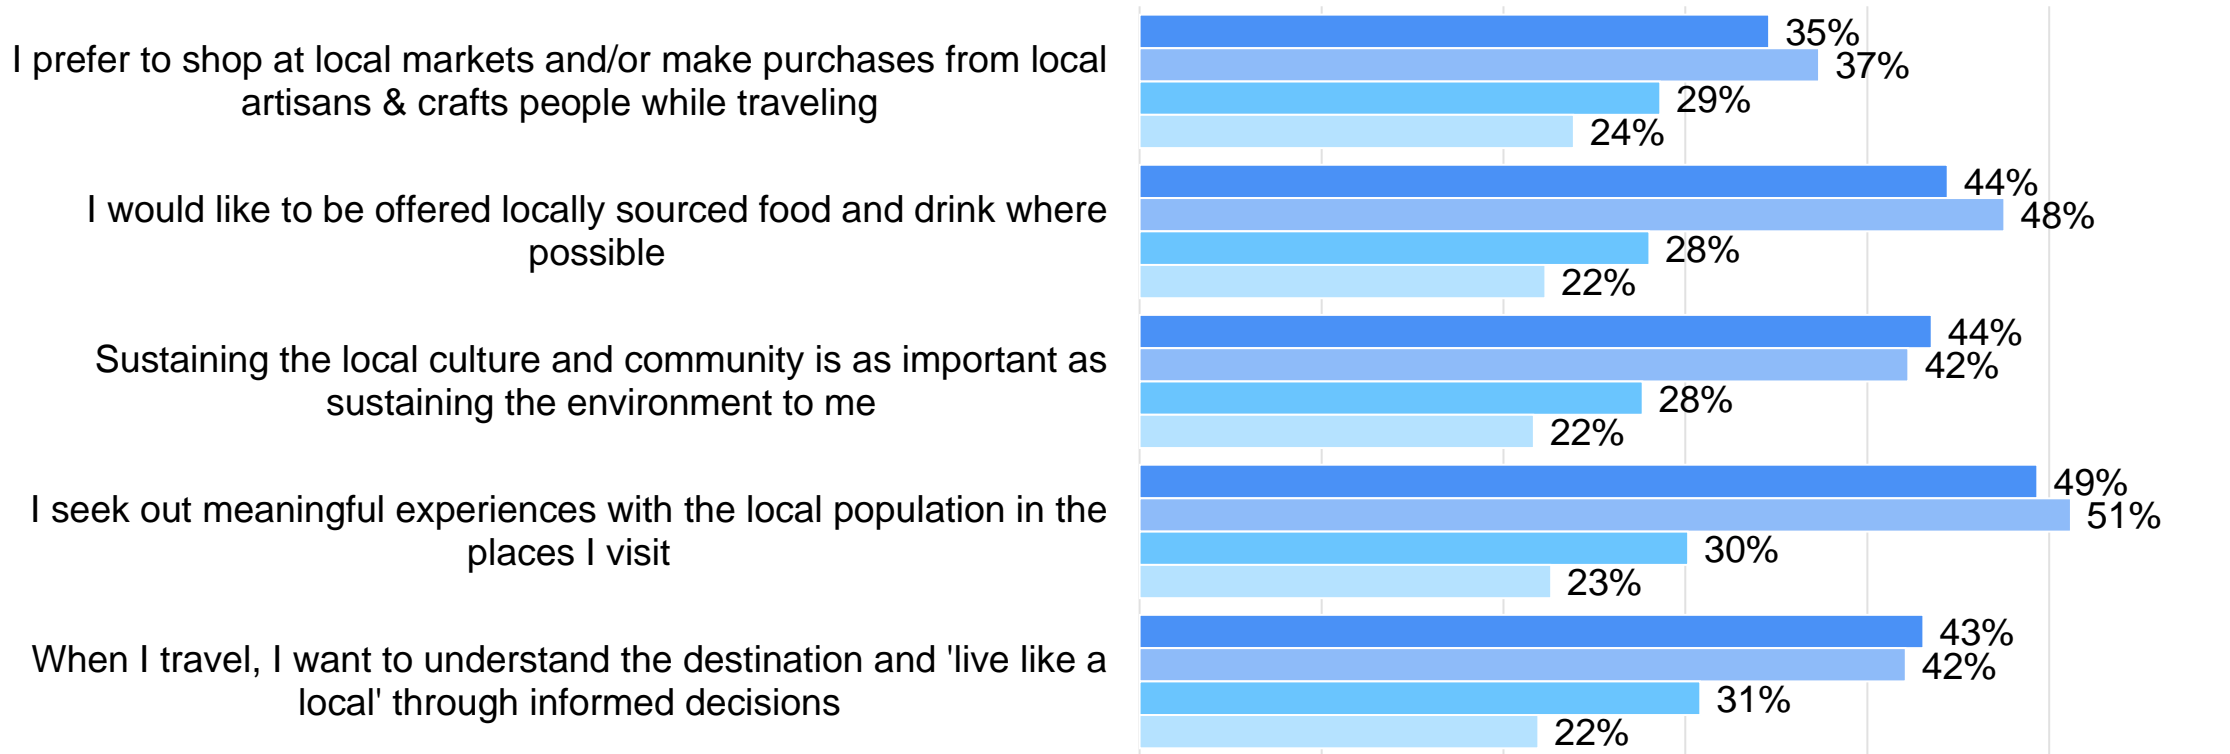 I prefer to shop at local markets and/or make purchases from local
artisans & crafts people while traveling
35%
37%
29%
24%
I would like to be offered locally sourced food and drink where
possible
44%
48%
28%
22%
Sustaining the local culture and community is as important as
sustaining the environment to me
44%
42%
28%
22%
I seek out meaningful experiences with the local population in the
places I visit
49%
51%
30%
23%
When I travel, I want to understand the destination and 'live like a
local' through informed decisions
43%
42%
31%
22%